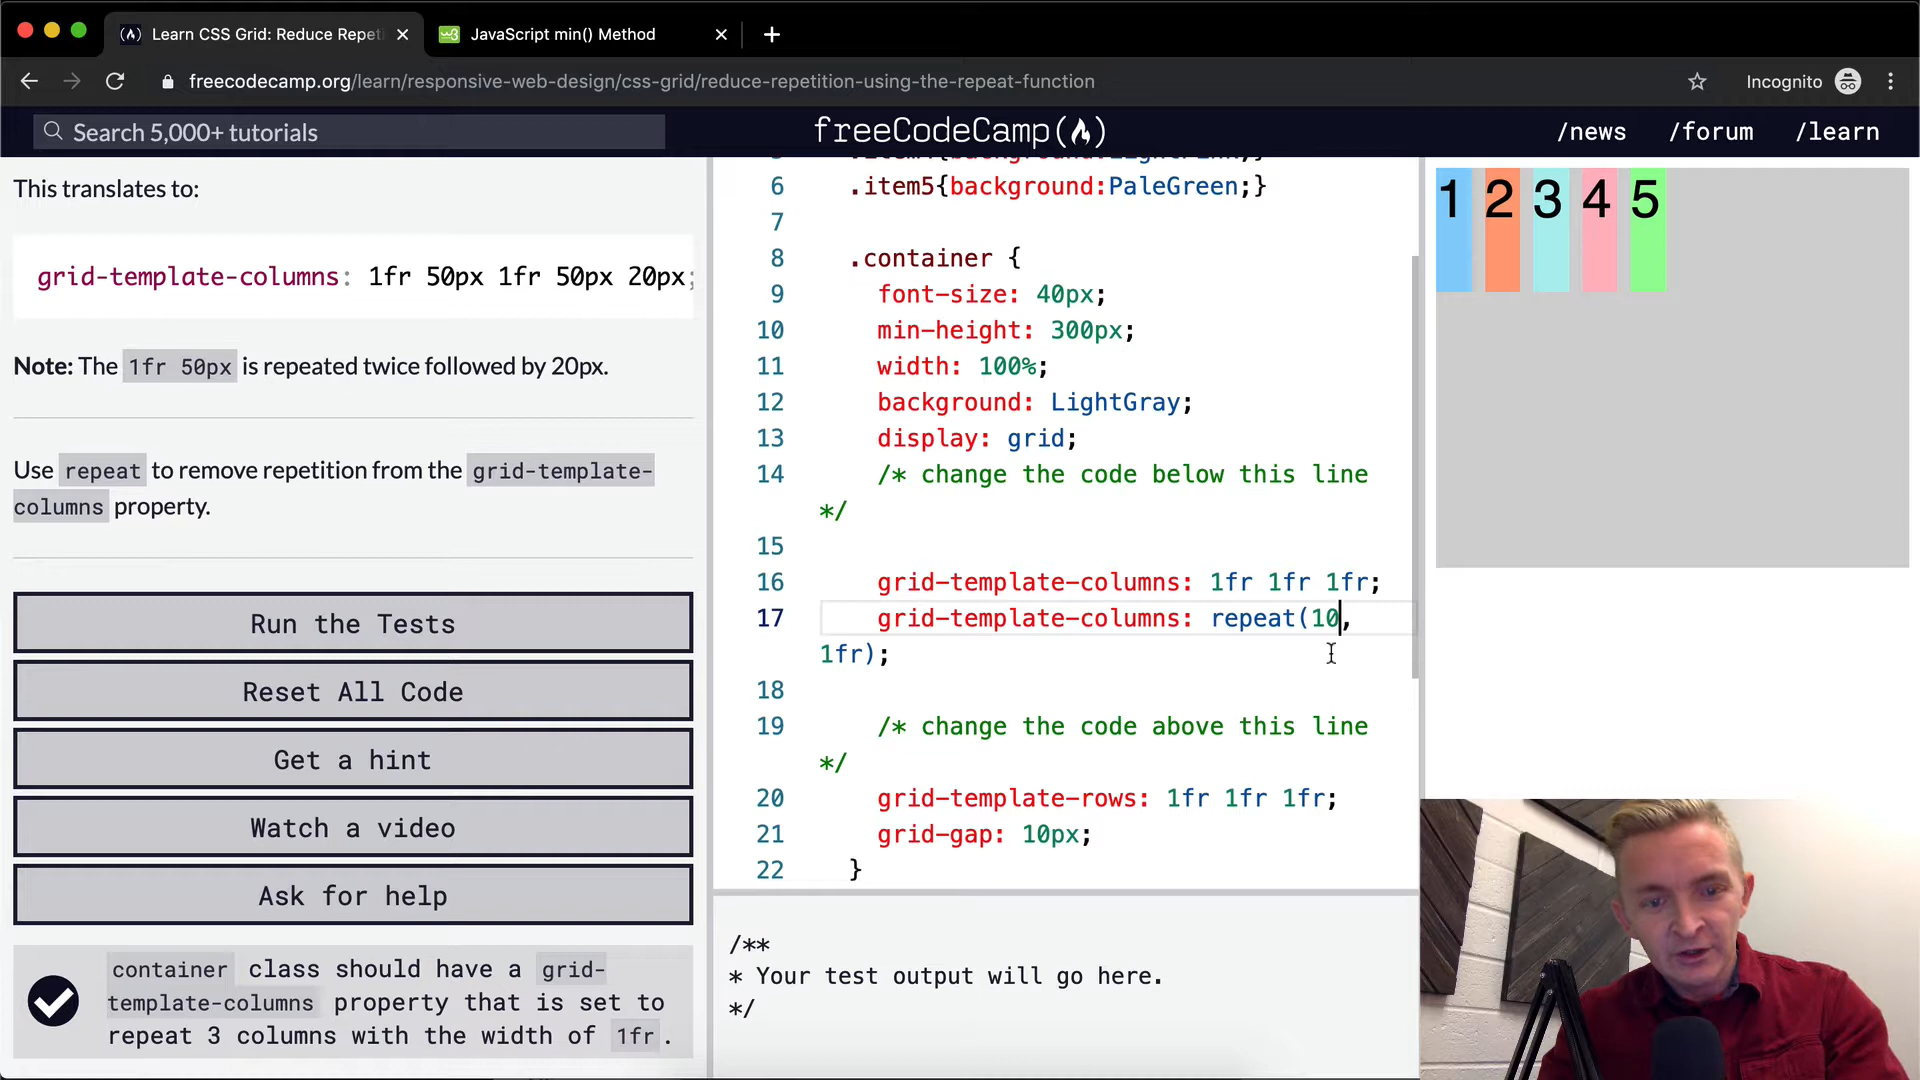 Learn CSS Grid: Reduce Repeti
JavaScript min() Method
freecodecamp.org/learn/responsive-web-design/css-grid/reduce-repetition-using-the-repeat-function
Incognito
Search 5,000+ tutorials
freeCodeCamp
/news /forum /learn
This translates to:
grid-template-columns: 1fr 50px 1fr 50px 20px;
Note: The 1fr 50px is repeated twice followed by 20px.
Use repeat to remove repetition from the grid-template-
columns property.
Run the Tests
Reset All Code
Get a hint
Watch a video
Ask for help
container class should have a grid-
template-columns property that is set to
repeat 3 columns with the width of 1fr.
6 .item5{background:PaleGreen;}
7
8 .container {
9 font-size: 40px;
10 min-height: 300px;
11 width: 100%;
12 background: LightGray;
13 display: grid;
14 /* change the code below this line
*/
15
16 grid-template-columns: 1fr 1fr 1fr;
17 grid-template-columns: repeat(10,
1fr);
18
19 /* change the code above this line
*/
20 grid-template-rows: 1fr 1fr 1fr;
21 grid-gap: 10px;
22 }
/**
* Your test output will go here.
*/
1 2 3 4 5